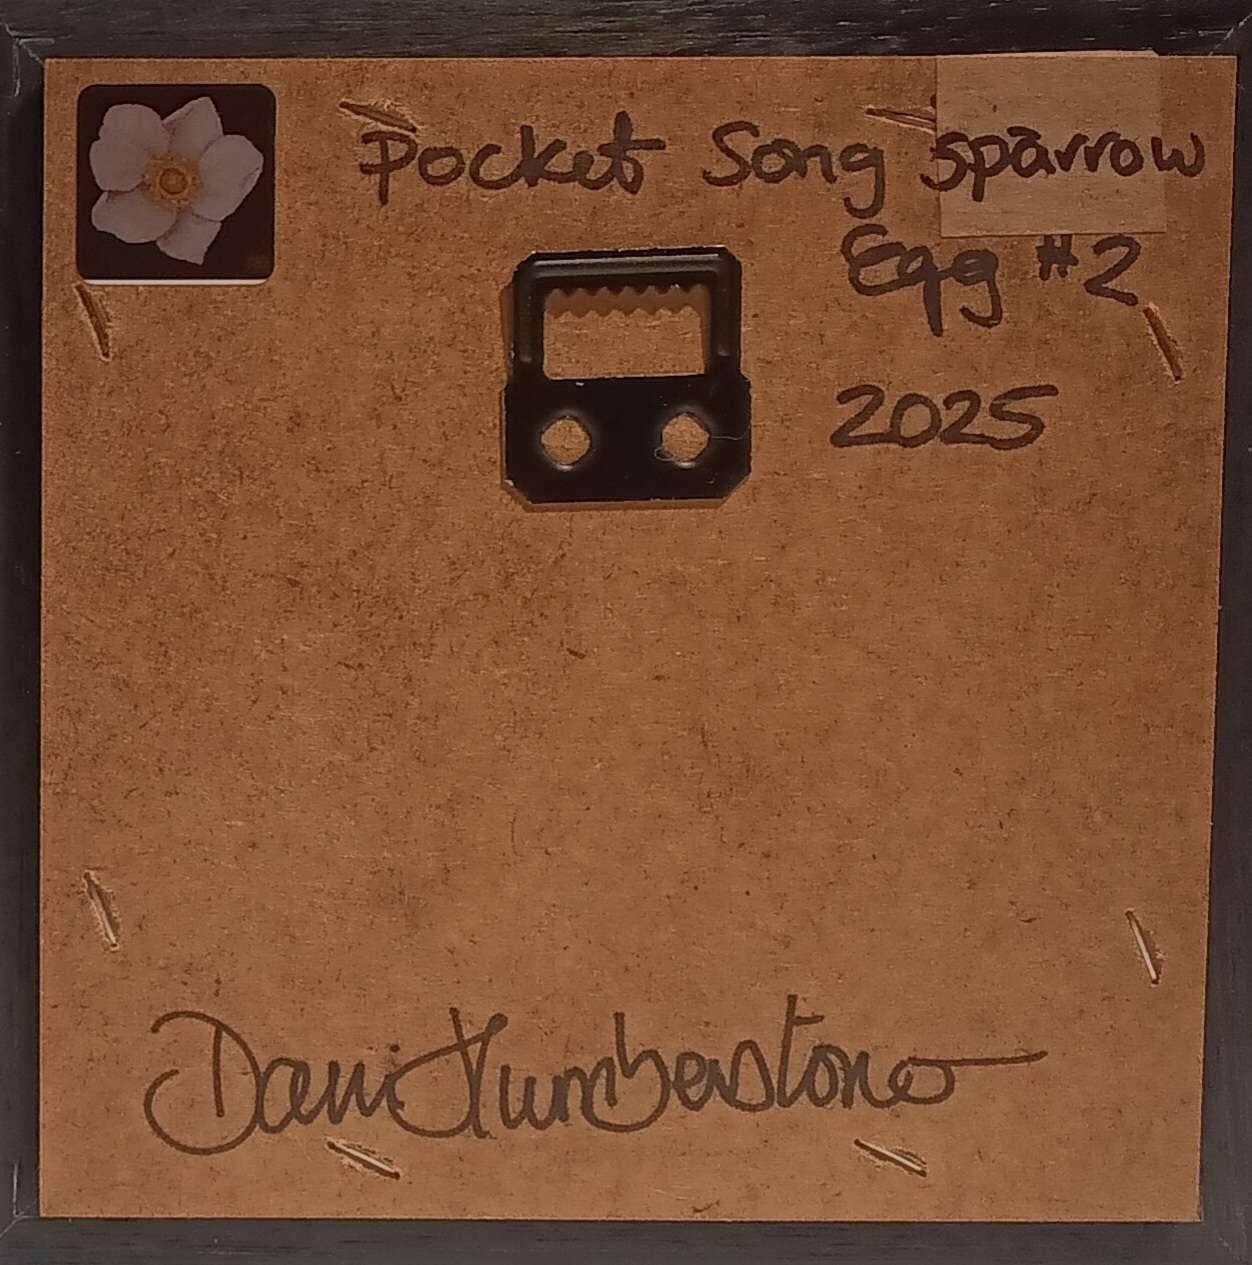 Pocket Song Sparrow
Egg #2
2025
Dani Humberstone